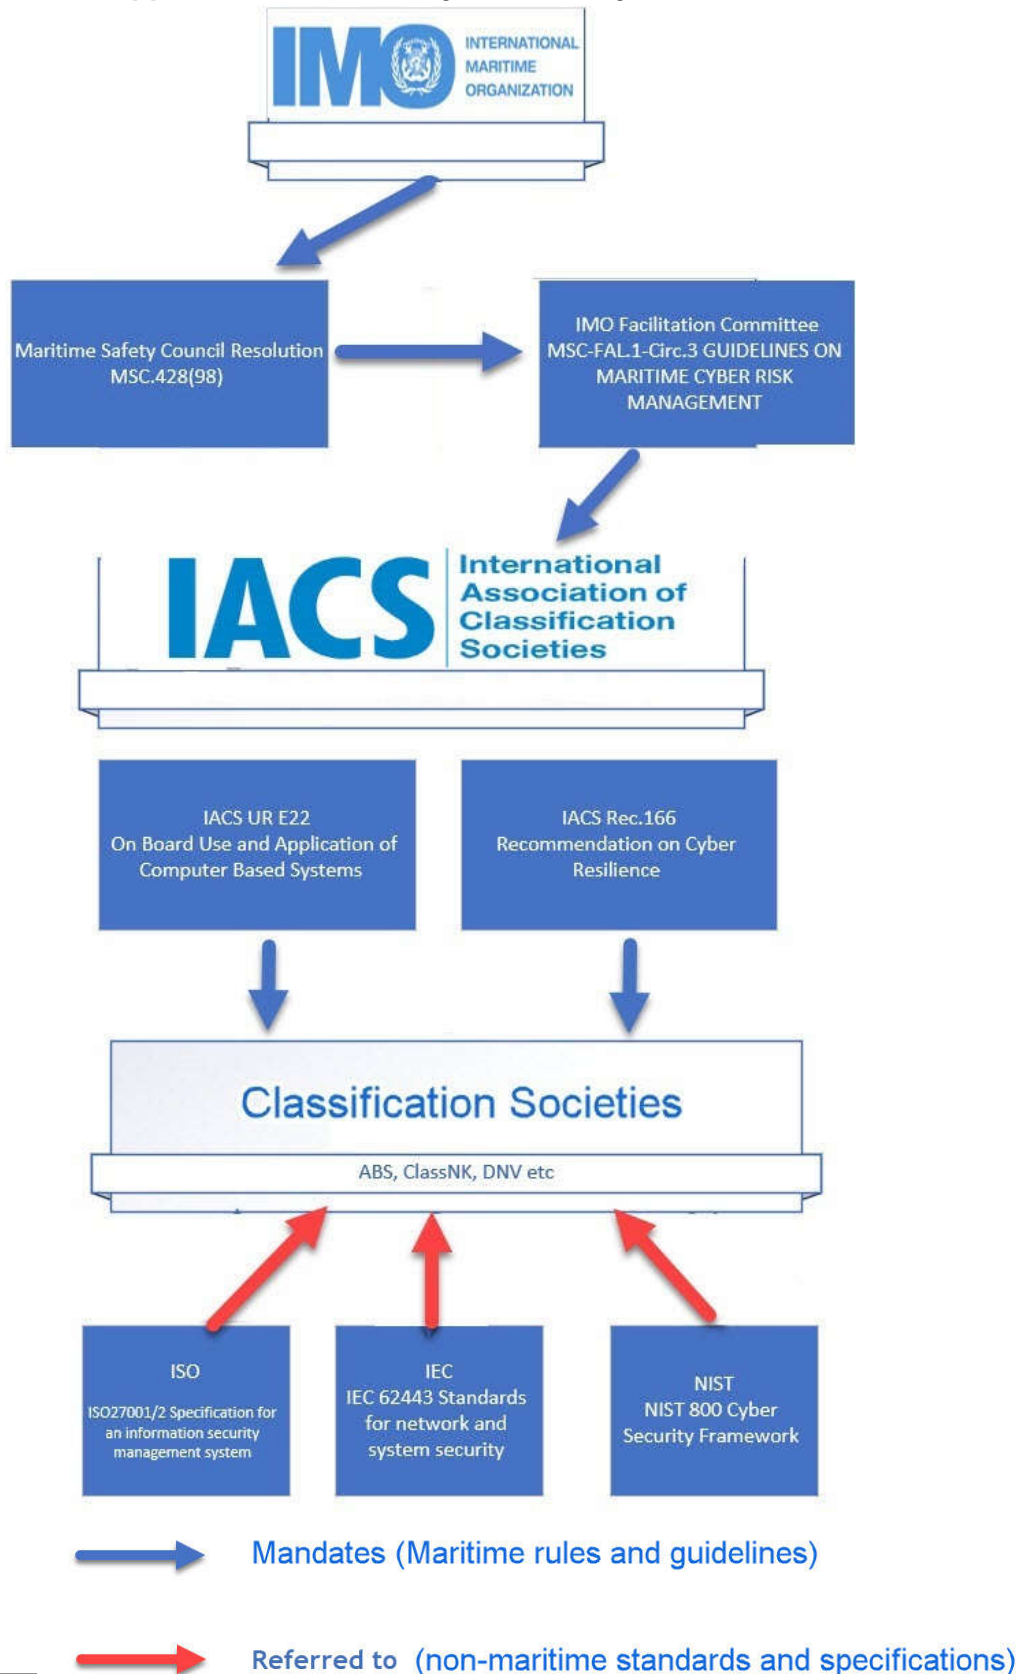 IMO
INTERNATIONAL
MARITIME
ORGANIZATION
Maritime Safety Council Resolution
MSC.428(98)
IMO Facilitation Committee
MSC-FAL.1-Circ.3 GUIDELINES ON
MARITIME CYBER RISK
MANAGEMENT
IACS
International
Association of
Classification
Societies
IACS UR E22
On Board Use and Application of
Computer Based Systems
IACS Rec.166
Recommendation on Cyber
Resilience
Classification Societies
ABS, ClassNK, DNV etc
ISO
ISO27001/2 Specification for
an information security
management system
IEC
IEC 62443 Standards
for network and
system security
NIST
NIST 800 Cyber
Security Framework
Mandates (Maritime rules and guidelines)
Referred to (non-maritime standards and specifications)